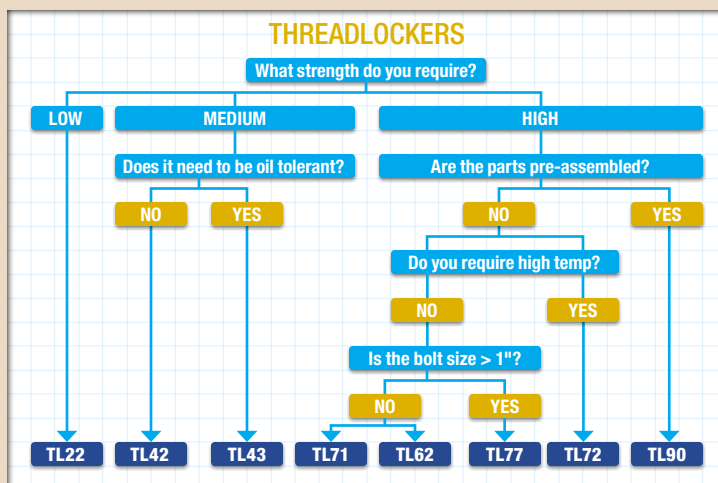 THREADLOCKERS
What strength do you require?
LOW
MEDIUM
HIGH
Does it need to be oil tolerant?
Are the parts pre-assembled?
NO
YES
NO
YES
Do you require high temp?
NO
YES
Is the bolt size > 1"?
NO
YES
TL22
TL42
TL43
TL71
TL62
TL77
TL72
TL90